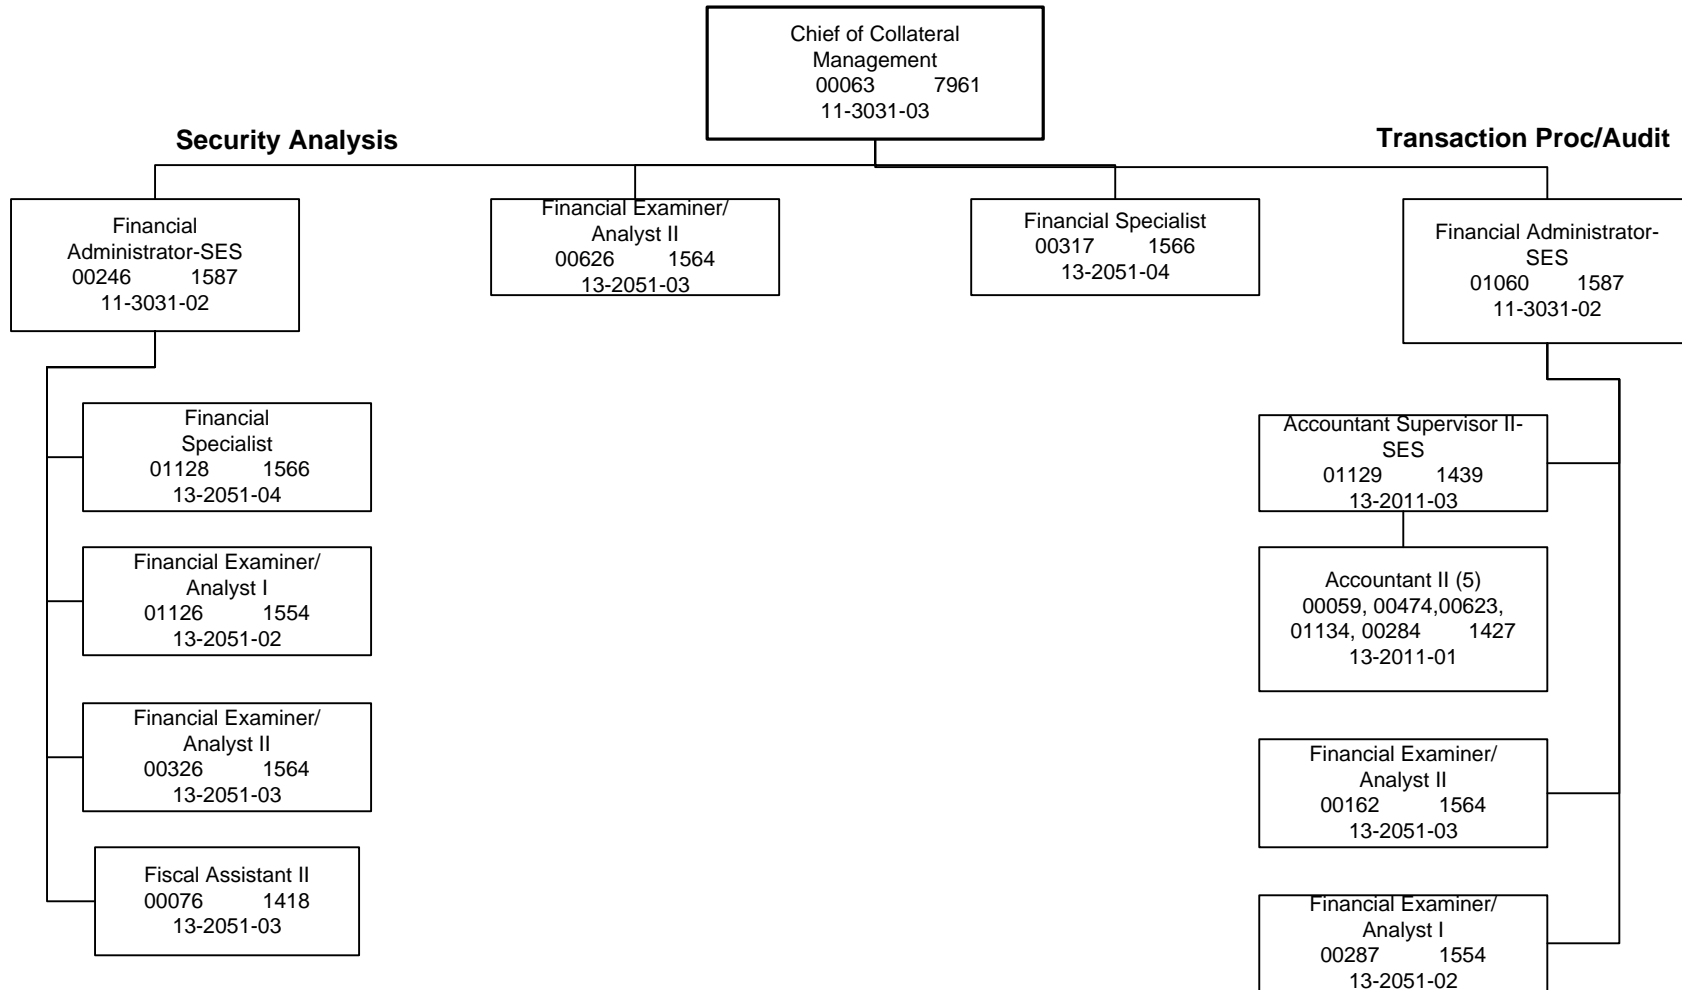 Chief of Collateral
Management
00063 7961
11-3031-03
Security Analysis
Transaction Proc/Audit
Financial
Administrator-SES
00246 1587
11-3031-02
Financial Examiner/
Analyst II
00626 1564
13-2051-03
Financial Specialist
00317 1566
13-2051-04
Financial Administrator-
SES
01060 1587
11-3031-02
Financial
Specialist
01128 1566
13-2051-04
Financial Examiner/
Analyst I
01126 1554
13-2051-02
Financial Examiner/
Analyst II
00326 1564
13-2051-03
Fiscal Assistant II
00076 1418
13-2051-03
Accountant Supervisor II-
SES
01129 1439
13-2011-03
Accountant II (5)
00059, 00474,00623,
01134, 00284 1427
13-2011-01
Financial Examiner/
Analyst II
00162 1564
13-2051-03
Financial Examiner/
Analyst I
00287 1554
13-2051-02